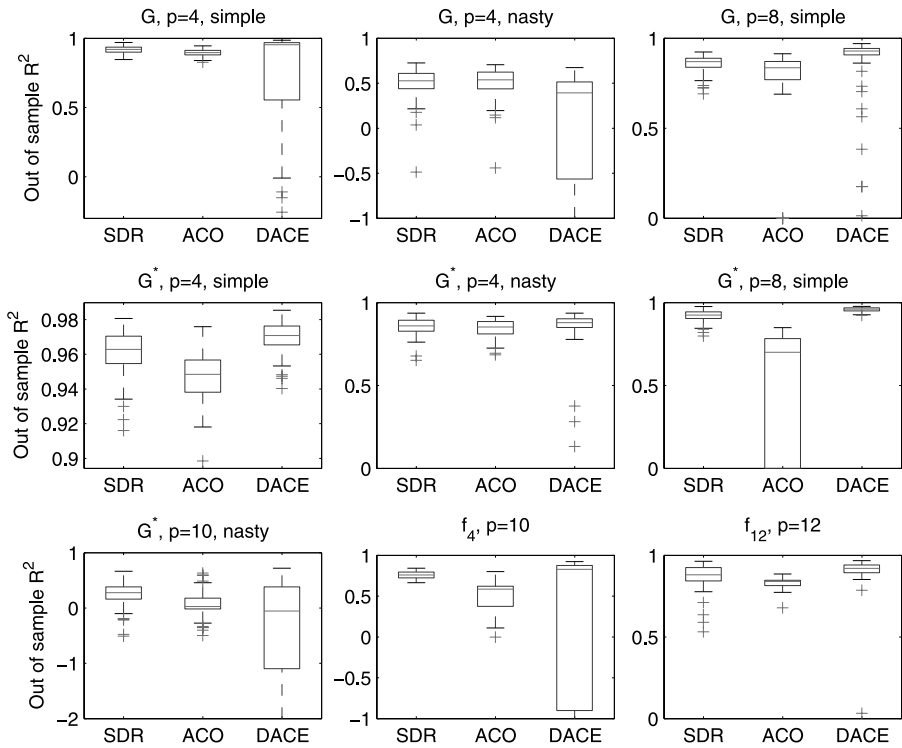 G, p=4, simple
G, p=4, nasty
G, p=8, simple
Out of sample R²
1
0.5
0
SDR ACO DACE
1
0.5
0
−0.5
−1
SDR ACO DACE
1
0.5
0
SDR ACO DACE
G*, p=4, simple
G*, p=4, nasty
G*, p=8, simple
Out of sample R²
0.98
0.96
0.94
0.92
0.9
SDR ACO DACE
1
0.5
0
SDR ACO DACE
1
0.5
0
SDR ACO DACE
G*, p=10, nasty
f₄, p=10
f₁₂, p=12
Out of sample R²
1
0
−1
−2
SDR ACO DACE
1
0.5
0
−0.5
−1
SDR ACO DACE
1
0.5
0
SDR ACO DACE